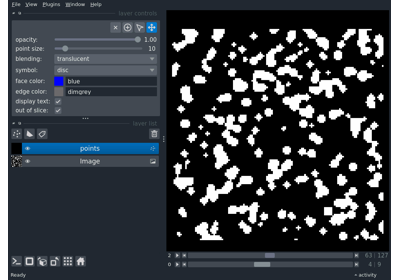 File View Plugins Window Help
layer controls
opacity: 1.00
point size: 10
blending: translucent
symbol: disc
face color: blue
edge color: dimgrey
display text:
out of slice:
layer list
points
Image
2 63 127
0 4 9
Ready activity